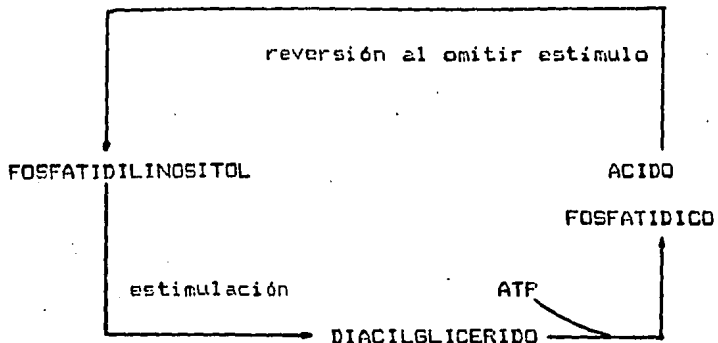 reversión al omitir estímulo
FOSFATIDILINOSITOL
ACIDO
FOSFATIDICO
estimulación
ATP
DIACILGLICERIDO